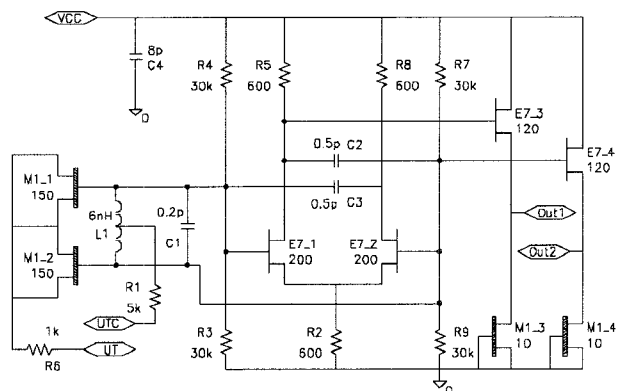 VCC
8p
C4
0
R4
30k
R5
600
R8
600
R7
30k
E7_3
120
E7_4
120
0.5p C2
0.5p C3
M1_1
150
6nH
L1
0.2p
C1
M1_2
150
E7_1
200
E7_2
200
Out1
Out2
R1
5k
UTC
1k
UT
R6
R3
30k
R2
600
R9
30k
M1_3
10
M1_4
10
0